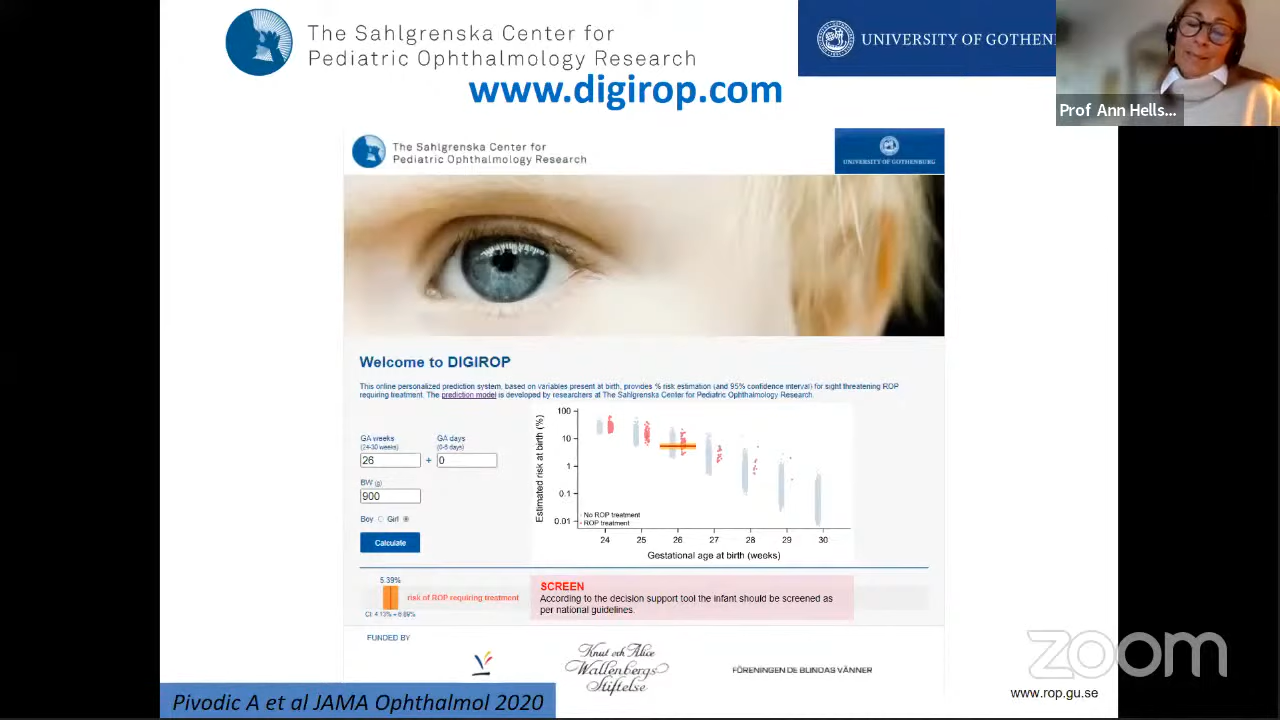 The Sahlgrenska Center for
Pediatric Ophthalmology Research
UNIVERSITY OF GOTHEN
Prof Ann Hells...
www.digirop.com
The Sahlgrenska Center for
Pediatric Ophthalmology Research
UNIVERSITY OF GOTHENBURG
Welcome to DIGIROP
This online personalized prediction system, based on variables present at birth, provides % risk estimation (and 95% confidence interval) for sight threatening ROP
requiring treatment. The prediction model is developed by researchers at The Sahlgrenska Center for Pediatric Ophthalmology Research.
GA weeks
(24-30 weeks)
26
+
GA days
(0-6 days)
0
BW (g)
900
Boy Girl
Calculate
Estimated risk at birth (%)
100
10
1
0.1
0.01
- No ROP treatment
- ROP treatment
24 25 26 27 28 29 30
Gestational age at birth (weeks)
5.39%
risk of ROP requiring treatment
SCREEN
According to the decision support tool the infant should be screened as
per national guidelines.
FUNDED BY
Knut och Alice
Wallenbergs
Stiftelse
FÖRENINGEN DE BLINDAS VÄNNER
zoom
www.rop.gu.se
Pivodic A et al JAMA Ophthalmol 2020